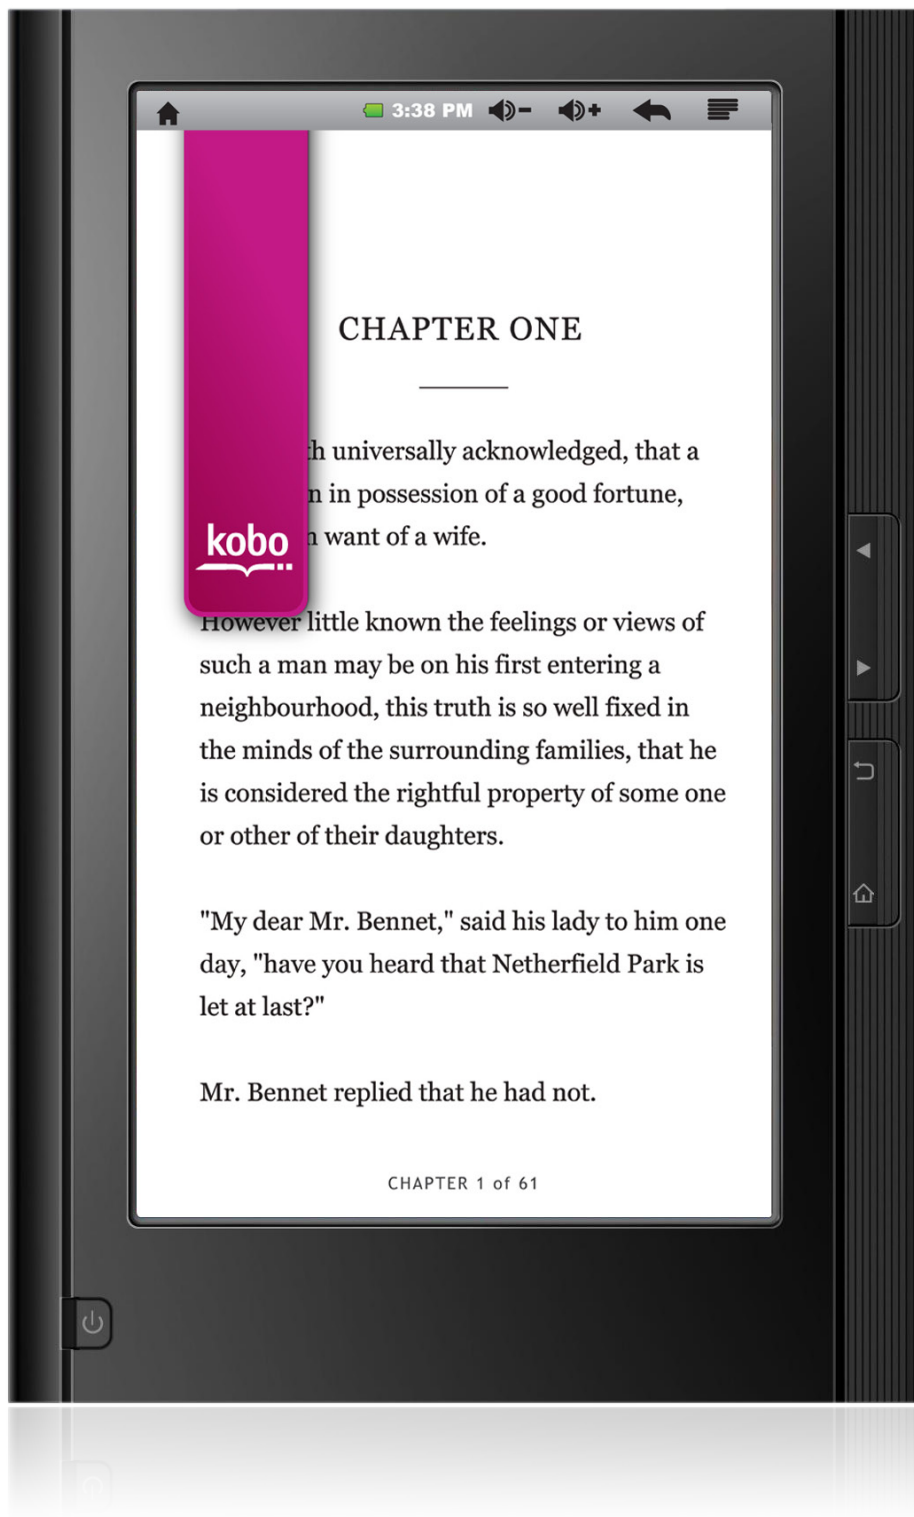 3:38 PM
CHAPTER ONE
universally acknowledged, that a
in possession of a good fortune,
want of a wife.
kobo
However little known the feelings or views of
such a man may be on his first entering a
neighbourhood, this truth is so well fixed in
the minds of the surrounding families, that he
is considered the rightful property of some one
or other of their daughters.
"My dear Mr. Bennet," said his lady to him one
day, "have you heard that Netherfield Park is
let at last?"
Mr. Bennet replied that he had not.
CHAPTER 1 of 61